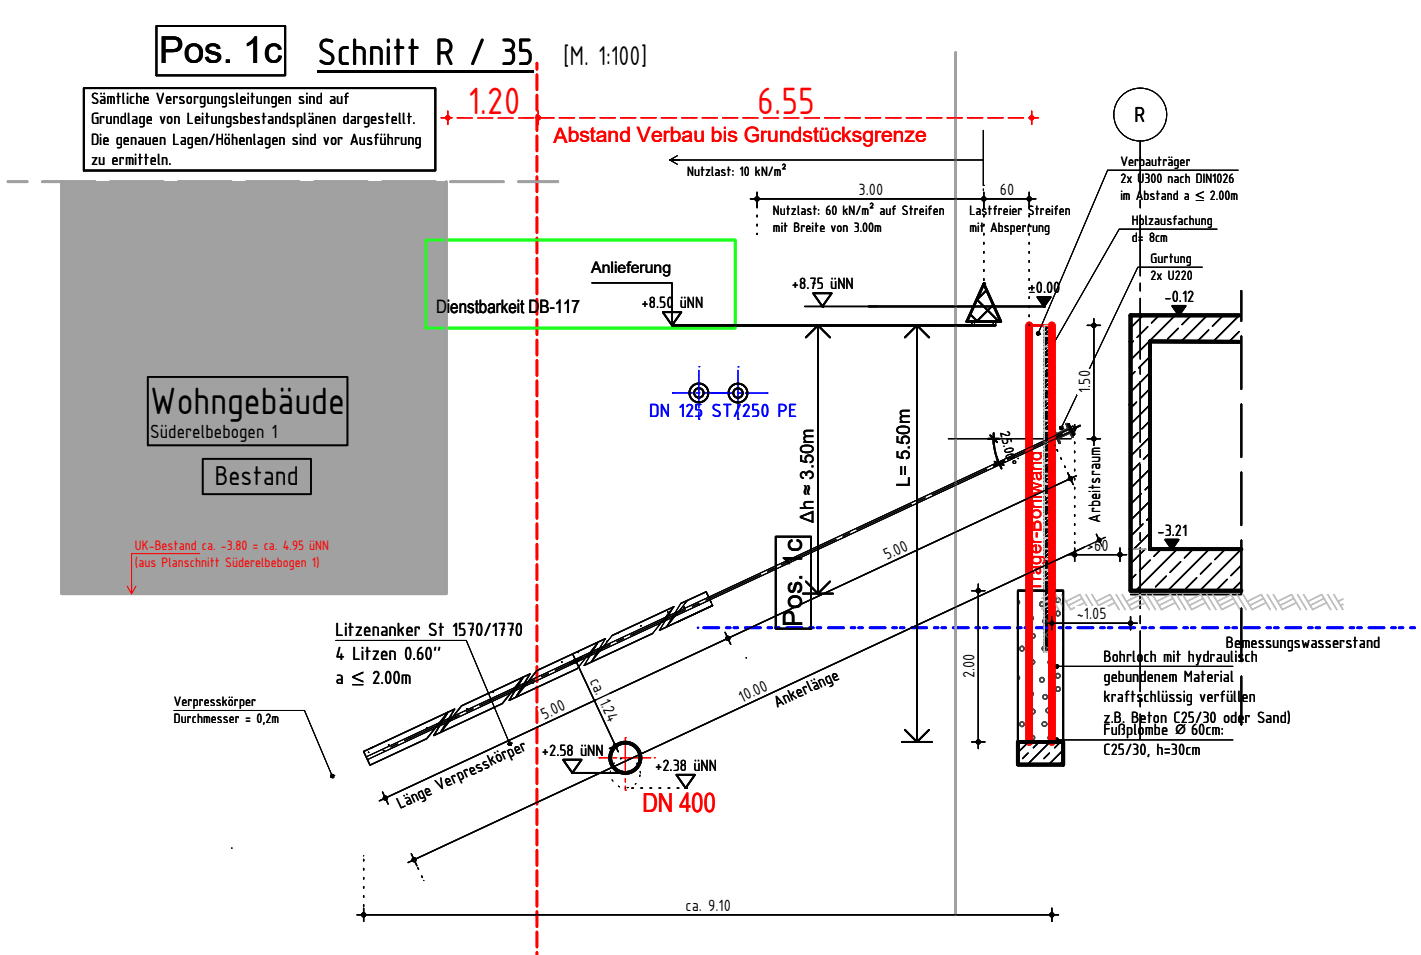 Pos. 1c
Schnitt R / 35
[M. 1:100]
Sämtliche Versorgungsleitungen sind auf
Grundlage von Leitungsbestandsplänen dargestellt.
Die genauen Lagen/Höhenlagen sind vor Ausführung
zu ermitteln.
1.20
6.55
Abstand Verbau bis Grundstücksgrenze
R
Nutzlast: 10 kN/m²
3.00
60
Nutzlast: 60 kN/m² auf Streifen
mit Breite von 3.00m
Lastfreier Streifen
mit Absperrung
Verbauträger
2x U300 nach DIN1026
im Abstand a ≤ 2.00m
Holzausfachung
d= 8cm
Gurtung
2x U220
Anlieferung
Dienstbarkeit DB-117
+8.50 üNN
+8.75 üNN
±0.00
-0.12
DN 125 ST/250 PE
Wohngebäude
Süderelbebogen 1
Bestand
UK-Bestand ca. -3.80 = ca. 4.95 üNN
(aus Planschnitt Süderelbebogen 1)
Δh ≈ 3.50m
L= 5.50m
25.00°
1.50
Arbeitsraum
>60
-3.21
Träger-Bohlwand
Pos. 1c
5.00
~1.05
Bemessungswasserstand
2.00
Litzenanker St 1570/1770
4 Litzen 0.60"
a ≤ 2.00m
Verpresskörper
Durchmesser = 0,2m
ca. 1.24
5.00
10.00
Ankerlänge
Länge Verpresskörper
+2.58 üNN
+2.38 üNN
DN 400
Bohrloch mit hydraulisch
gebundenem Material
kraftschlüssig verfüllen
z.B. Beton C25/30 oder Sand)
Fußplombe Ø 60cm:
C25/30, h=30cm
ca. 9.10